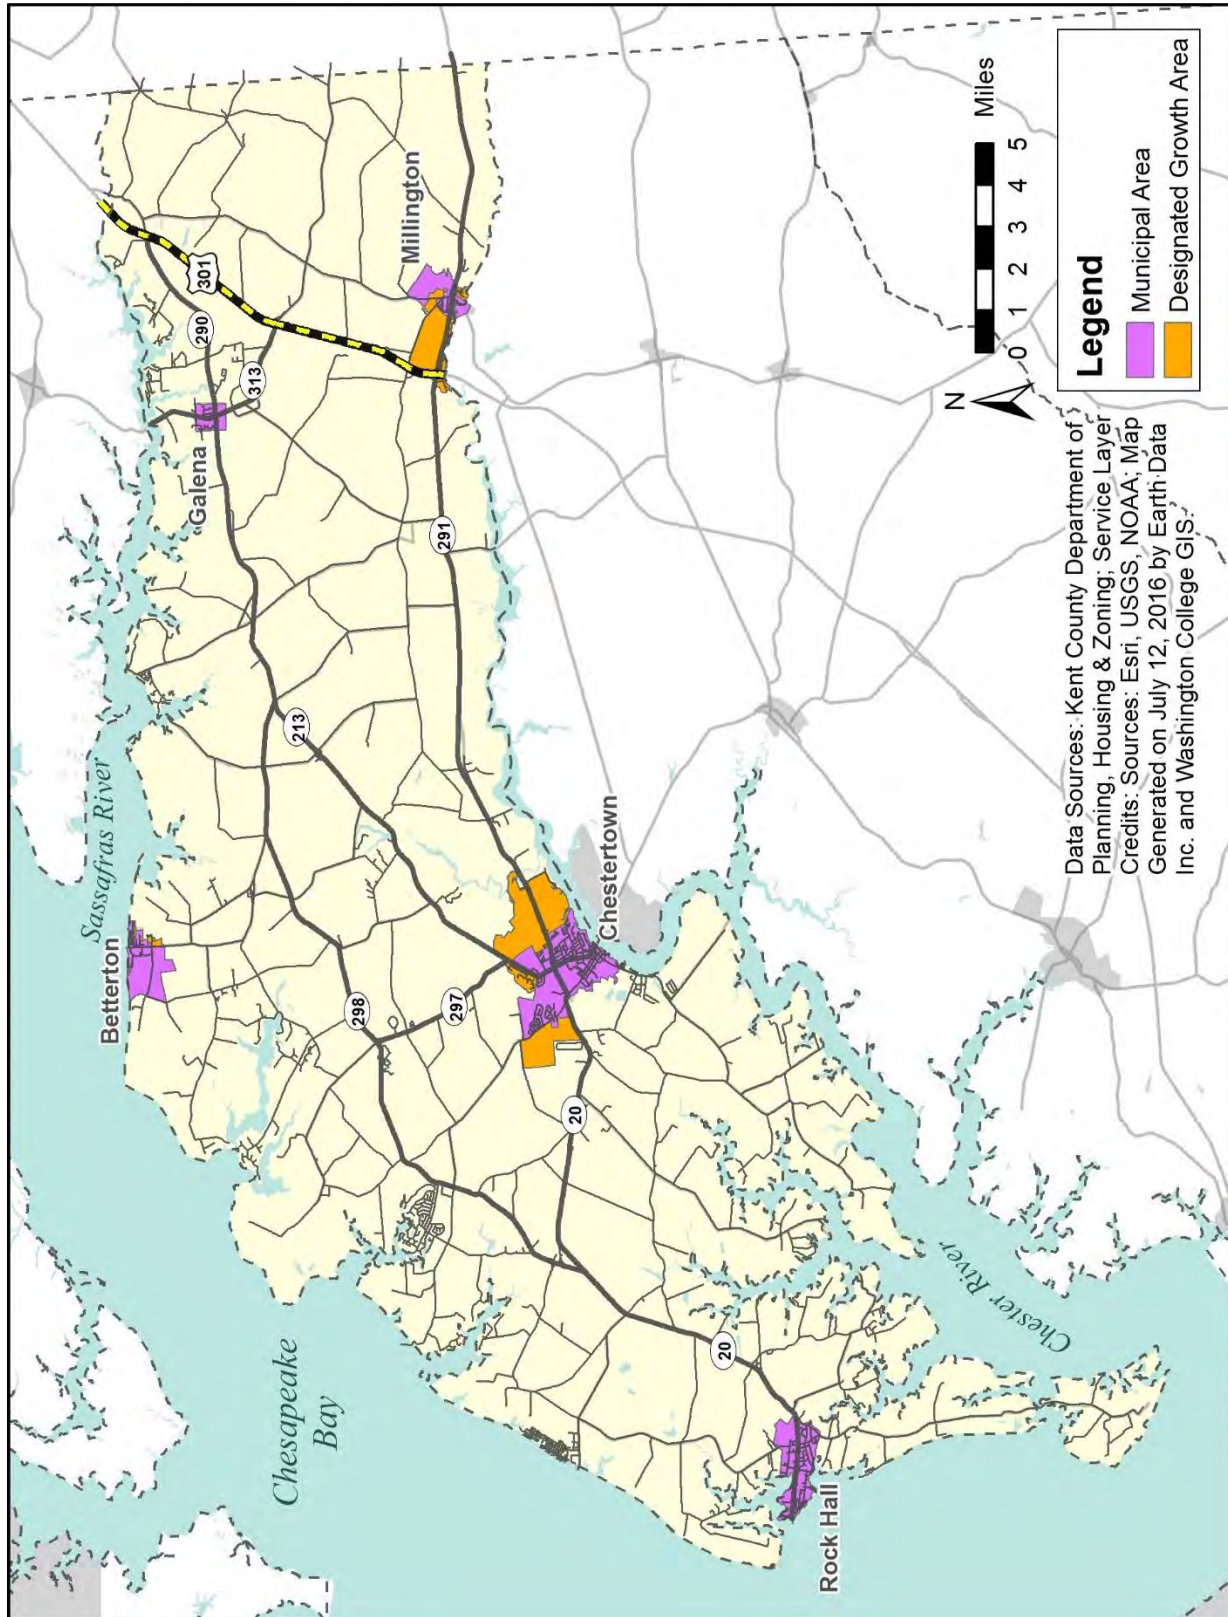 Sassafras River
Betterton
Chesapeake
Bay
Galena
290
301
313
Millington
213
298
297
291
Chestertown
20
20
Rock Hall
Chester River
N
0 1 2 3 4 5
Miles
Data Sources: Kent County Department of
Planning, Housing & Zoning; Service Layer
Credits: Sources: Esri, USGS, NOAA; Map
Generated on July 12, 2016 by Earth Data
Inc. and Washington College GIS.
Legend
Municipal Area
Designated Growth Area